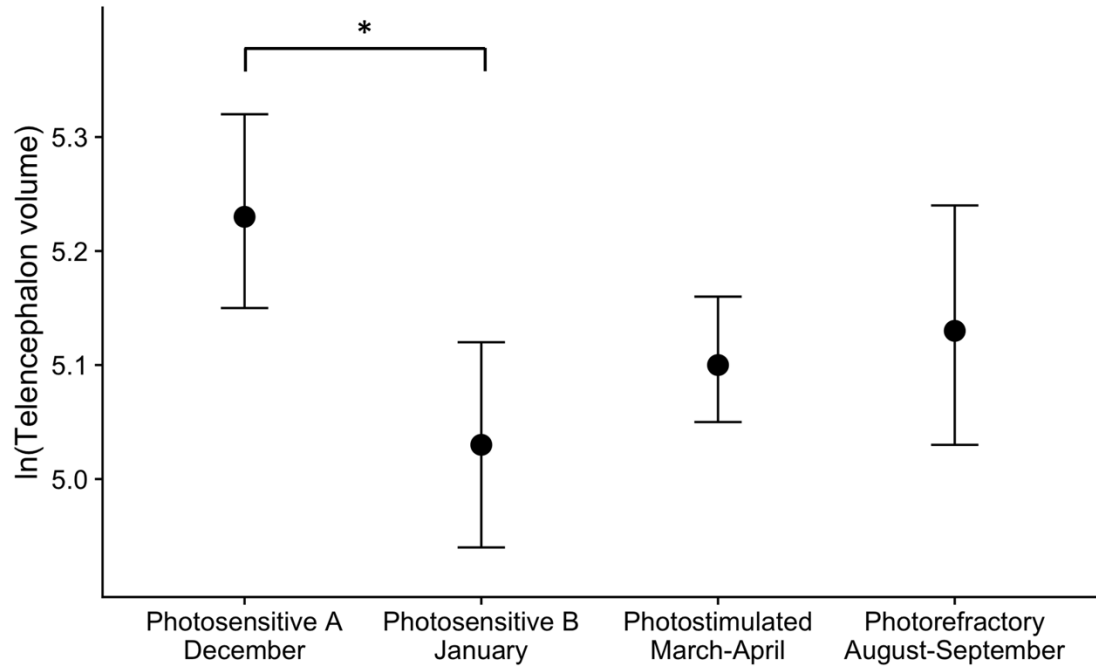 *
ln(Telencephalon volume)
5.3
5.2
5.1
5.0
Photosensitive A
December
Photosensitive B
January
Photostimulated
March-April
Photorefractory
August-September